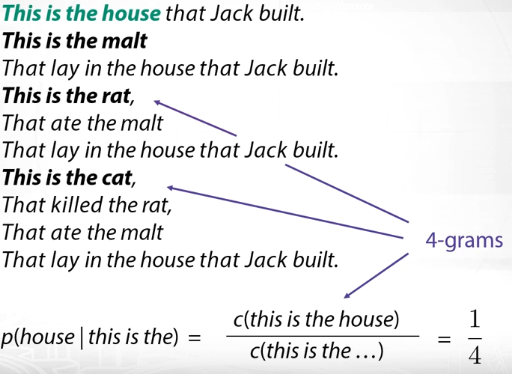 This is the house that Jack built.
This is the malt
That lay in the house that Jack built.
This is the rat,
That ate the malt
That lay in the house that Jack built.
This is the cat,
That killed the rat,
That ate the malt
That lay in the house that Jack built.
4-grams
p(house | this is the) = c(this is the house) / c(this is the …) = 1 / 4